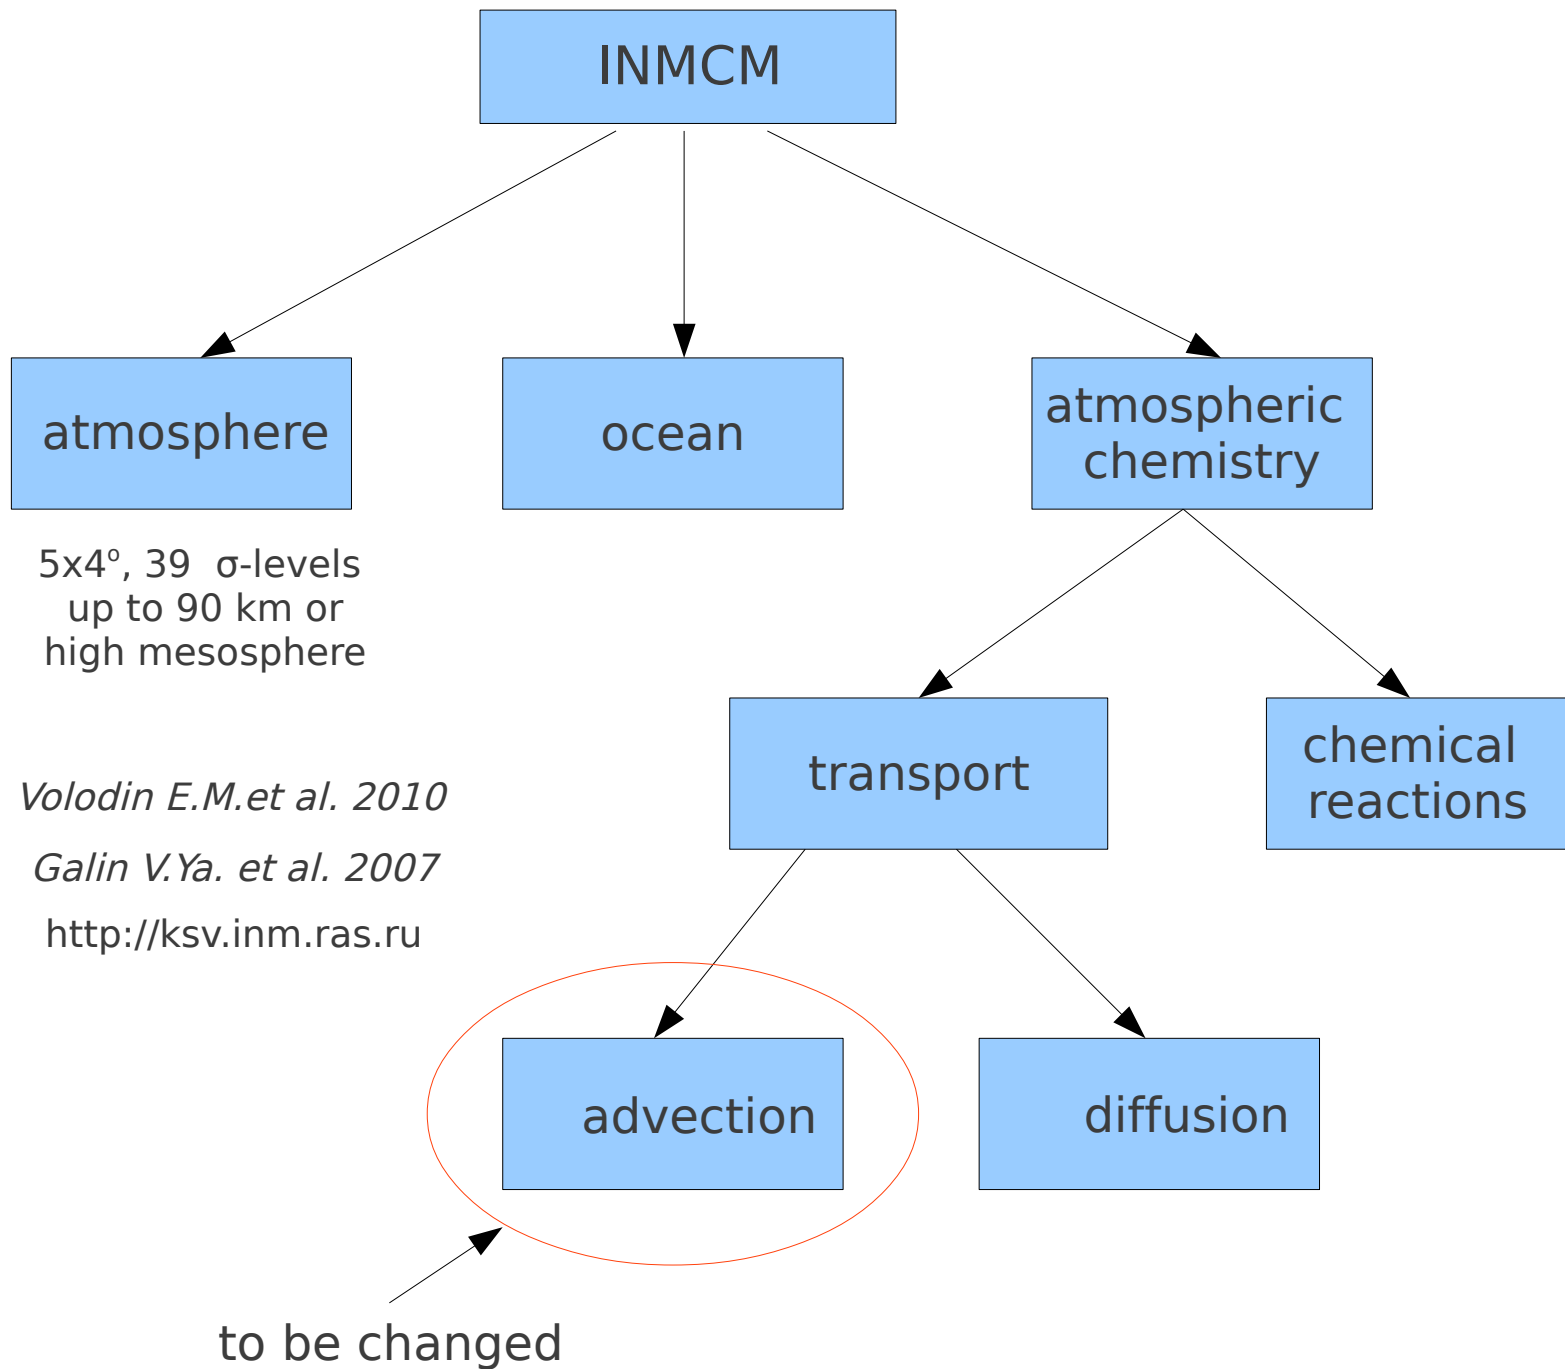 INMCM
atmosphere
ocean
atmospheric
chemistry
5x4º, 39 σ-levels
up to 90 km or
high mesosphere
transport
chemical
reactions
Volodin E.M.et al. 2010
Galin V.Ya. et al. 2007
http://ksv.inm.ras.ru
advection
diffusion
to be changed